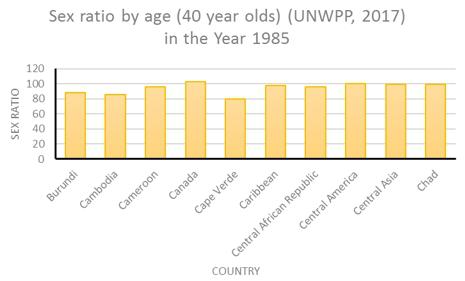 Sex ratio by age (40 year olds) (UNWPP, 2017)
in the Year 1985
SEX RATIO
120
100
80
60
40
20
0
Burundi
Cambodia
Cameroon
Canada
Cape Verde
Caribbean
Central African Republic
Central America
Central Asia
Chad
COUNTRY